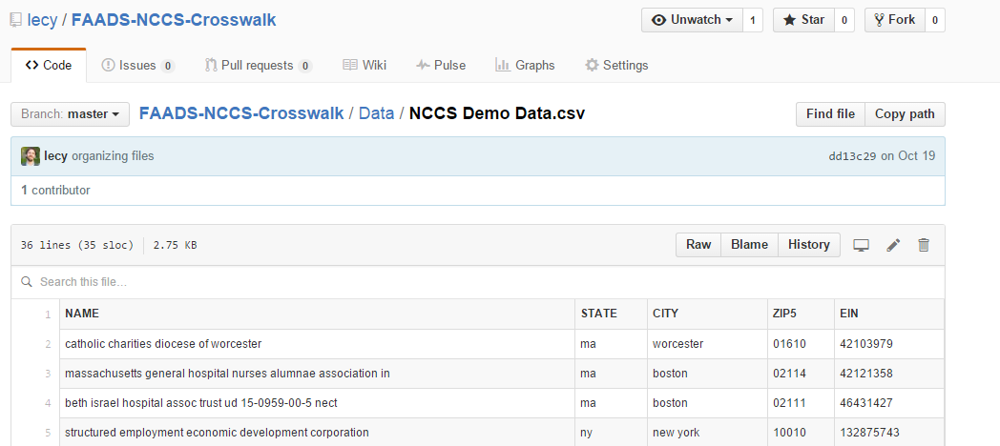 lecy / FAADS-NCCS-Crosswalk Unwatch 1 Star 0 Fork 0
Code Issues 0 Pull requests 0 Wiki Pulse Graphs Settings
Branch: master FAADS-NCCS-Crosswalk / Data / NCCS Demo Data.csv Find file Copy path
lecy organizing files dd13c29 on Oct 19
1 contributor
36 lines (35 sloc) 2.75 KB Raw Blame History
Search this file...
1 NAME STATE CITY ZIP5 EIN
2 catholic charities diocese of worcester ma worcester 01610 42103979
3 massachusetts general hospital nurses alumnae association in ma boston 02114 42121358
4 beth israel hospital assoc trust ud 15-0959-00-5 nect ma boston 02111 46431427
5 structured employment economic development corporation ny new york 10010 132875743